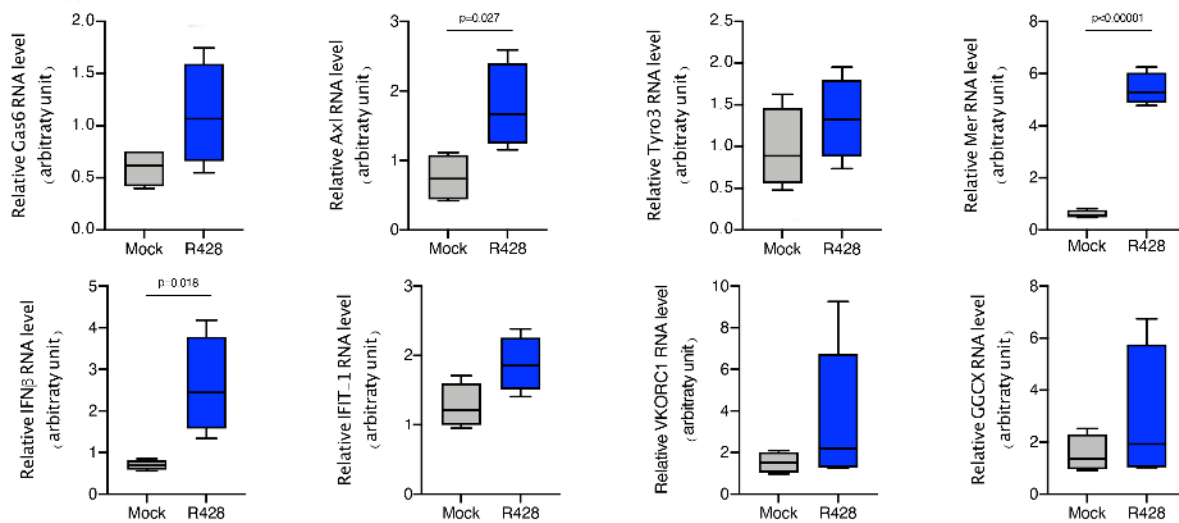 Relative Gas6 RNA level
(arbitraty unit)
2.0
1.5
1.0
0.5
0.0
Mock
R428
Relative Axl RNA level
(arbitraty unit)
p=0.027
3
2
1
0
Mock
R428
Relative Tyro3 RNA level
(arbitraty unit)
2.5
2.0
1.5
1.0
0.5
0.0
Mock
R428
Relative Mer RNA level
(arbitraty unit)
p<0.00001
8
6
4
2
0
Mock
R428
Relative IFNβ RNA level
(arbitraty unit)
p=0.018
5
4
3
2
1
0
Mock
R428
Relative IFIT-1 RNA level
(arbitraty unit)
3
2
1
0
Mock
R428
Relative VKORC1 RNA level
(arbitraty unit)
10
8
6
4
2
0
Mock
R428
Relative GGCX RNA level
(arbitraty unit)
8
6
4
2
0
Mock
R428